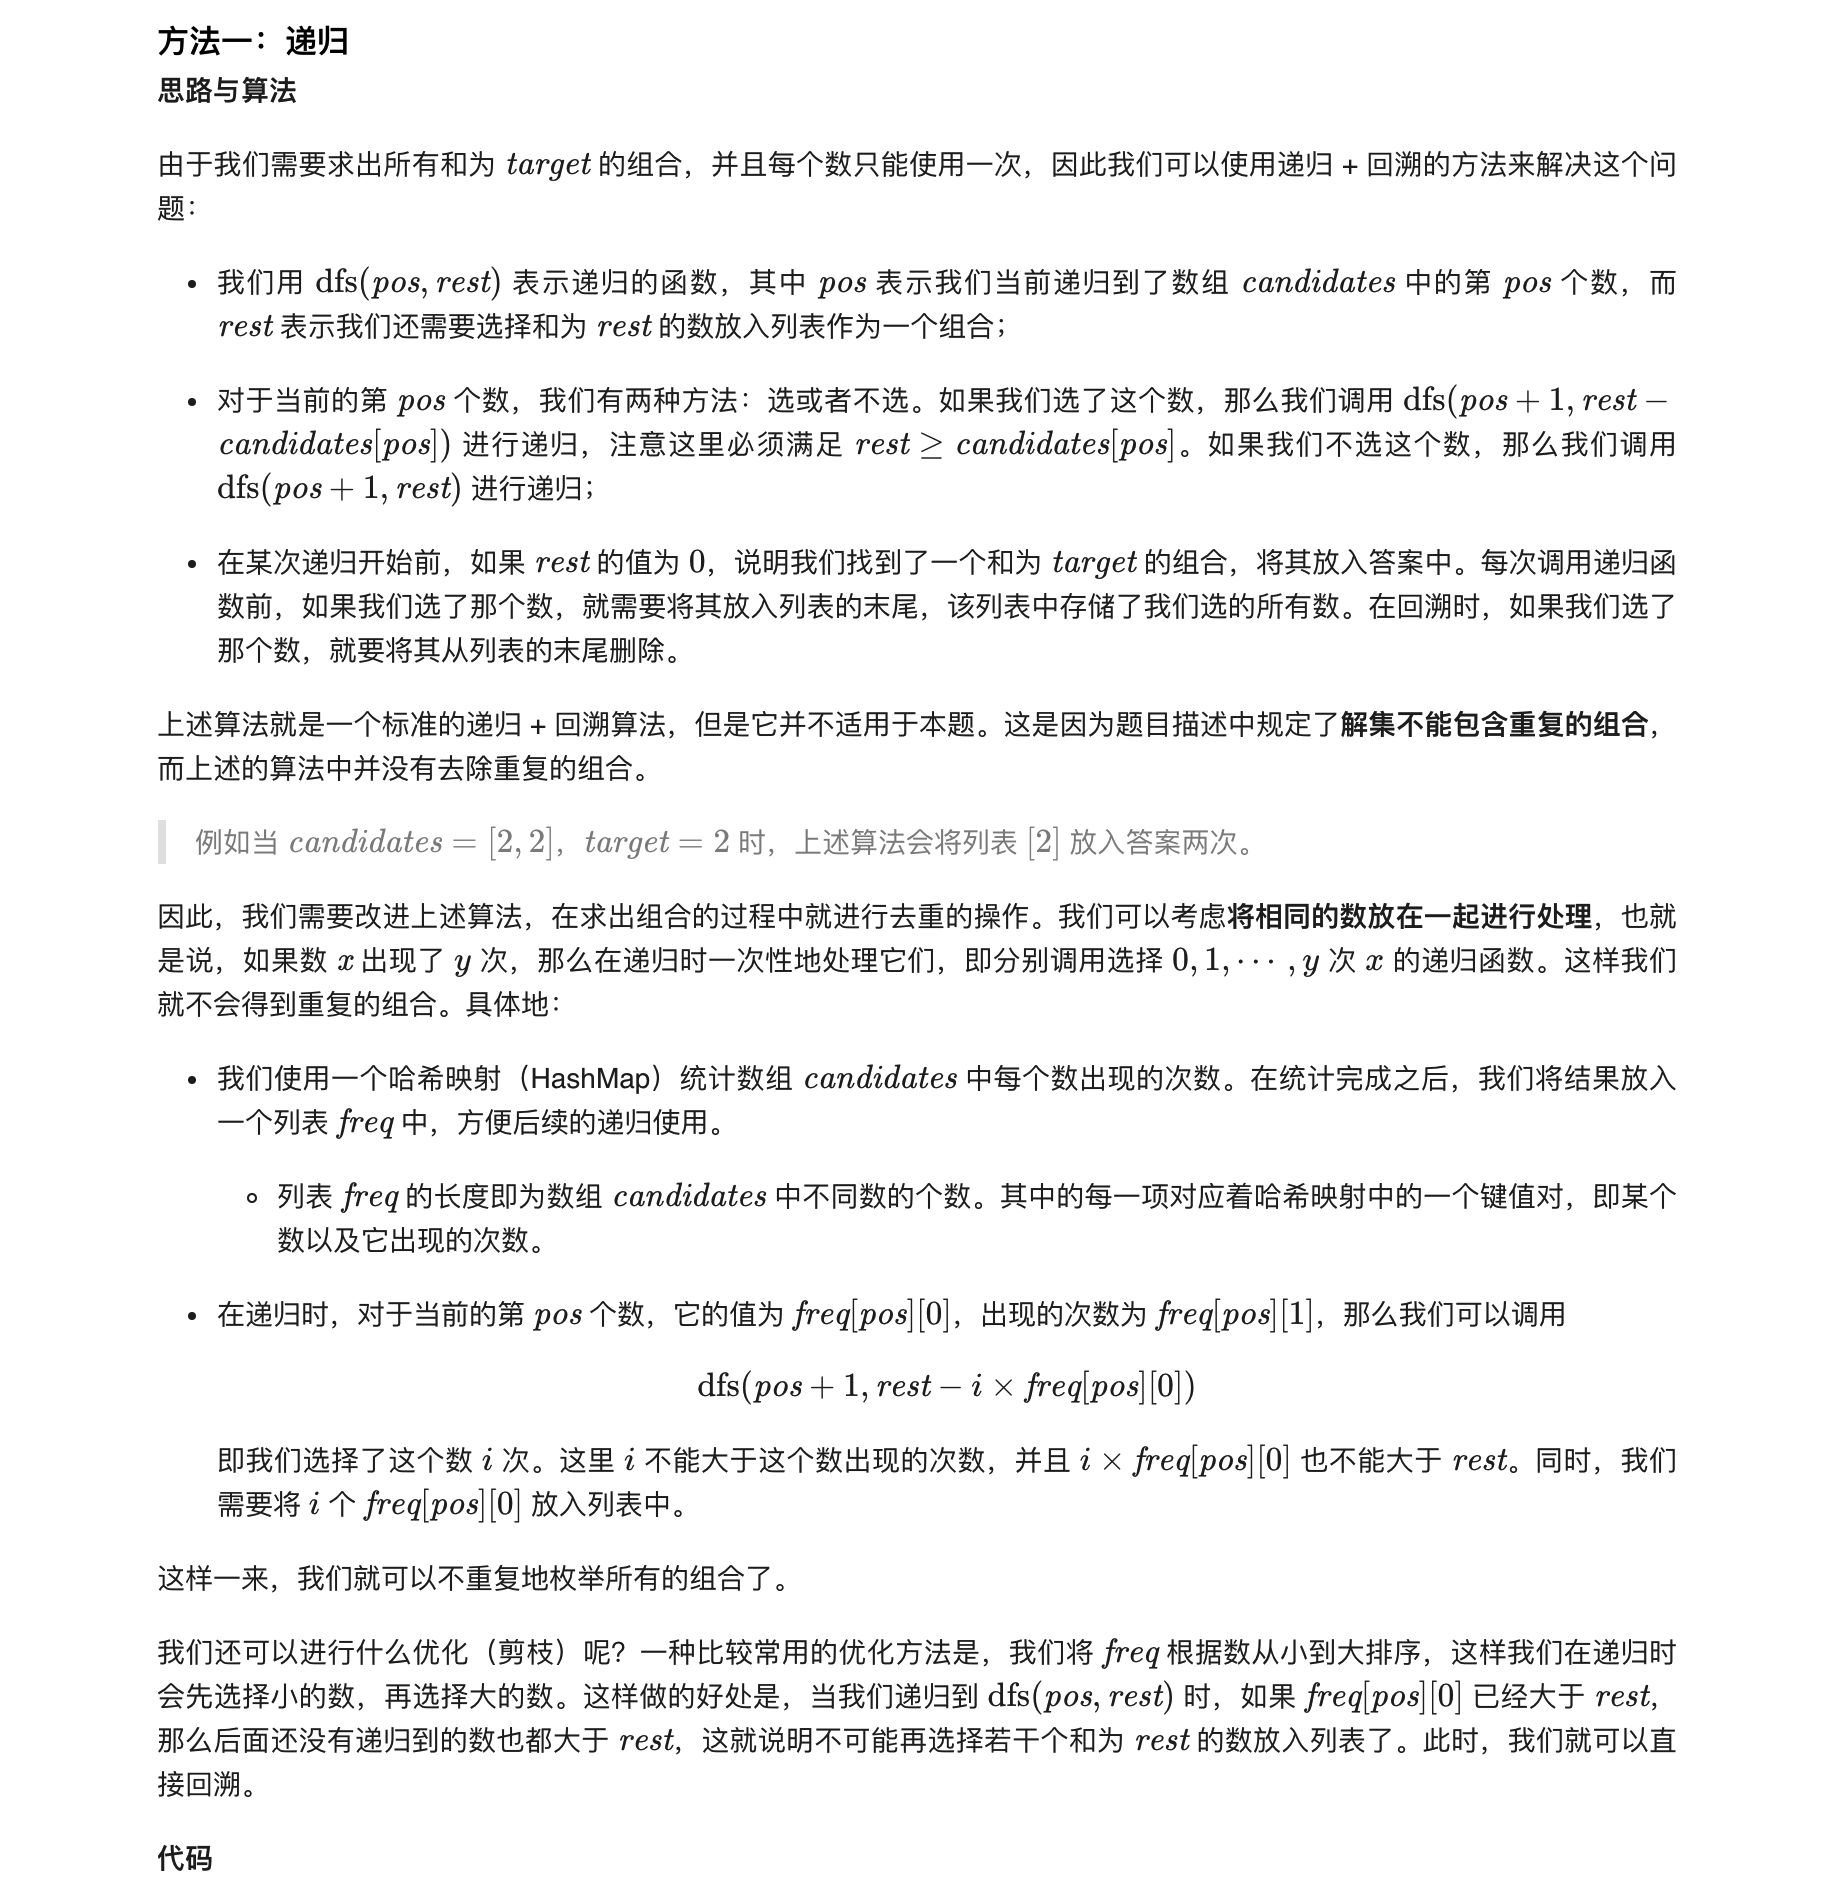 方法一：递归
思路与算法
由于我们需要求出所有和为 target 的组合，并且每个数只能使用一次，因此我们可以使用递归 + 回溯的方法来解决这个问
题：
• 我们用 dfs(pos, rest) 表示递归的函数，其中 pos 表示我们当前递归到了数组 candidates 中的第 pos 个数，而
rest 表示我们还需要选择和为 rest 的数放入列表作为一个组合；
• 对于当前的第 pos 个数，我们有两种方法：选或者不选。如果我们选了这个数，那么我们调用 dfs(pos + 1, rest −
candidates[pos]) 进行递归，注意这里必须满足 rest ≥ candidates[pos]。如果我们不选这个数，那么我们调用
dfs(pos + 1, rest) 进行递归；
• 在某次递归开始前，如果 rest 的值为 0，说明我们找到了一个和为 target 的组合，将其放入答案中。每次调用递归函
数前，如果我们选了那个数，就需要将其放入列表的末尾，该列表中存储了我们选的所有数。在回溯时，如果我们选了
那个数，就要将其从列表的末尾删除。
上述算法就是一个标准的递归 + 回溯算法，但是它并不适用于本题。这是因为题目描述中规定了解集不能包含重复的组合，
而上述的算法中并没有去除重复的组合。
例如当 candidates = [2, 2]，target = 2 时，上述算法会将列表 [2] 放入答案两次。
因此，我们需要改进上述算法，在求出组合的过程中就进行去重的操作。我们可以考虑将相同的数放在一起进行处理，也就
是说，如果数 x 出现了 y 次，那么在递归时一次性地处理它们，即分别调用选择 0, 1, ⋯ , y 次 x 的递归函数。这样我们
就不会得到重复的组合。具体地：
• 我们使用一个哈希映射（HashMap）统计数组 candidates 中每个数出现的次数。在统计完成之后，我们将结果放入
一个列表 freq 中，方便后续的递归使用。
◦ 列表 freq 的长度即为数组 candidates 中不同数的个数。其中的每一项对应着哈希映射中的一个键值对，即某个
数以及它出现的次数。
• 在递归时，对于当前的第 pos 个数，它的值为 freq[pos][0]，出现的次数为 freq[pos][1]，那么我们可以调用
dfs(pos + 1, rest − i × freq[pos][0])
即我们选择了这个数 i 次。这里 i 不能大于这个数出现的次数，并且 i × freq[pos][0] 也不能大于 rest。同时，我们
需要将 i 个 freq[pos][0] 放入列表中。
这样一来，我们就可以不重复地枚举所有的组合了。
我们还可以进行什么优化（剪枝）呢？一种比较常用的优化方法是，我们将 freq 根据数从小到大排序，这样我们在递归时
会先选择小的数，再选择大的数。这样做的好处是，当我们递归到 dfs(pos, rest) 时，如果 freq[pos][0] 已经大于 rest，
那么后面还没有递归到的数也都大于 rest，这就说明不可能再选择若干个和为 rest 的数放入列表了。此时，我们就可以直
接回溯。
代码